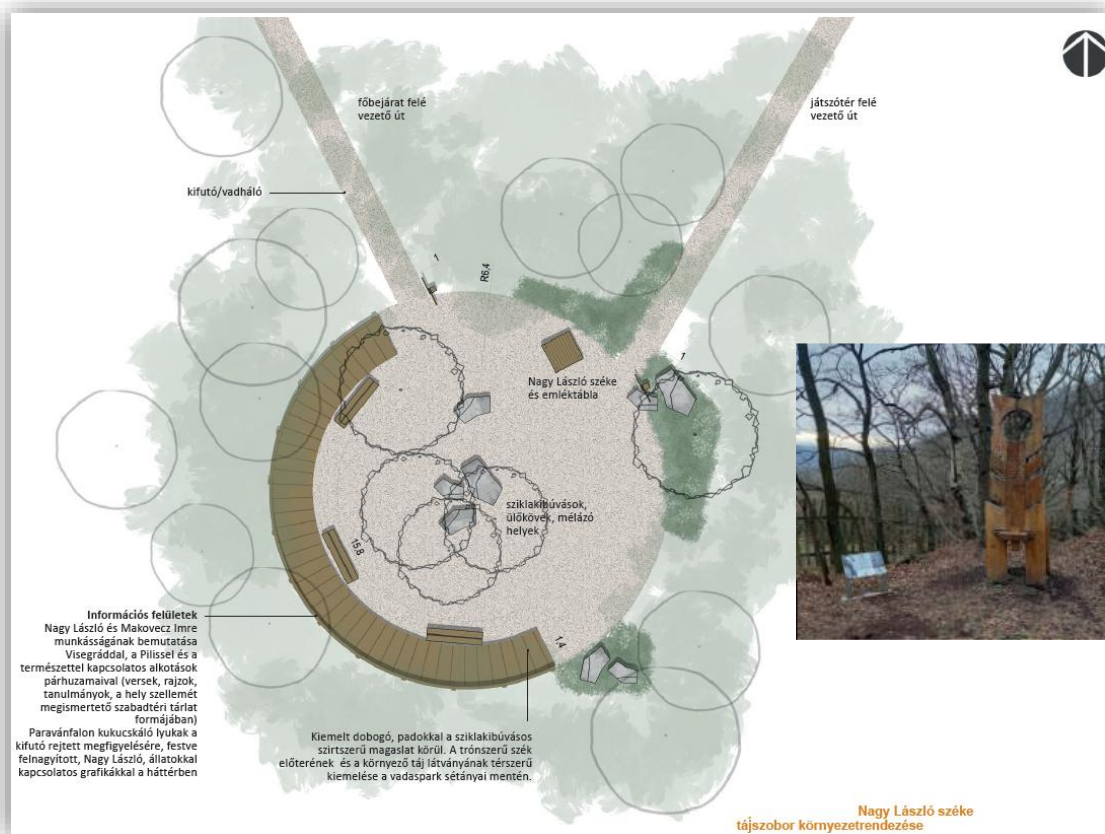 főbejárat felé
vezető út
játszótér felé
vezető út
kifutó/vadháló
1
R6,4
Nagy László széke
és emléktábla
1
sziklakibúvások,
ülőkövek, mélázó
helyek
15,8
1,4
Információs felületek
Nagy László és Makovecz Imre
munkásságának bemutatása
Visegráddal, a Pilissel és a
természettel kapcsolatos alkotások
párhuzamaival (versek, rajzok,
tanulmányok, a hely szellemét
megismertető szabadtéri tárlat
formájában)
Paravánfalon kukucskáló lyukak a
kifutó rejtett megfigyelésére, festve
felnagyított, Nagy László, állatokkal
kapcsolatos grafikákkal a háttérben
Kiemelt dobogó, padokkal a sziklakibúvásos
szirtszerű magaslat körül. A trónszerű szék
előterének  és a környező táj látványának térszerű
kiemelése a vadaspark sétányai mentén.
Nagy László széke
tájszobor környezetrendezése